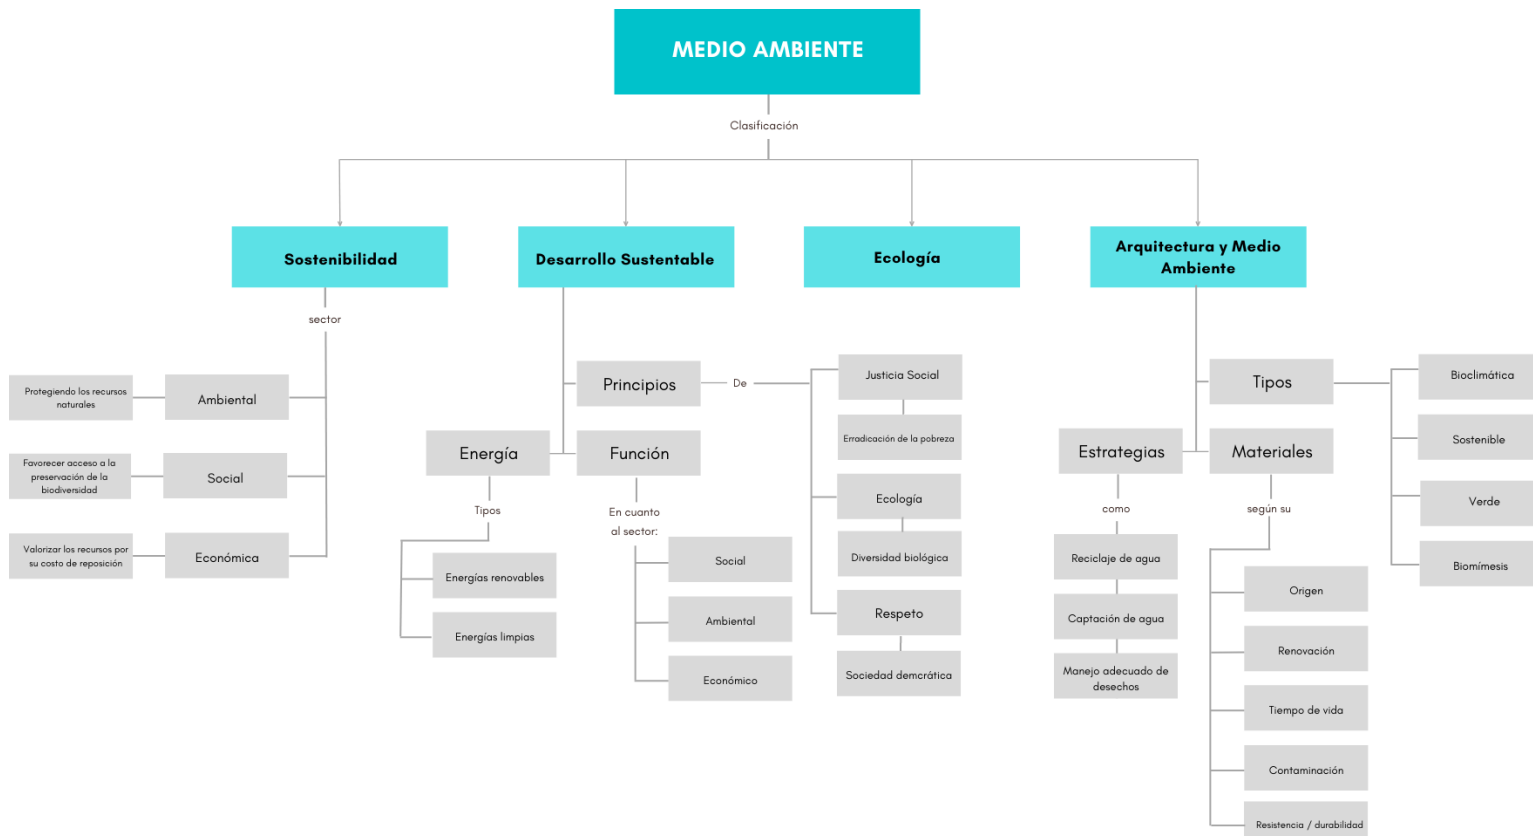 MEDIO AMBIENTE
Clasificación
Sostenibilidad
Desarrollo Sustentable
Ecología
Arquitectura y Medio
Ambiente
sector
Protegiendo los recursos
naturales
Ambiental
Favorecer acceso a la
preservación de la
biodiversidad
Social
Valorizar los recursos por
su costo de reposición
Económica
Principios
De
Energía
Función
Tipos
Energías renovables
Energías limpias
En cuanto
al sector:
Social
Ambiental
Económico
Justicia Social
Erradicación de la pobreza
Ecología
Diversidad biológica
Respeto
Sociedad demcrática
Tipos
Estrategias
Materiales
como
Reciclaje de agua
Captación de agua
Manejo adecuado de
desechos
según su
Origen
Renovación
Tiempo de vida
Contaminación
Resistencia / durabilidad
Bioclimática
Sostenible
Verde
Biomímesis